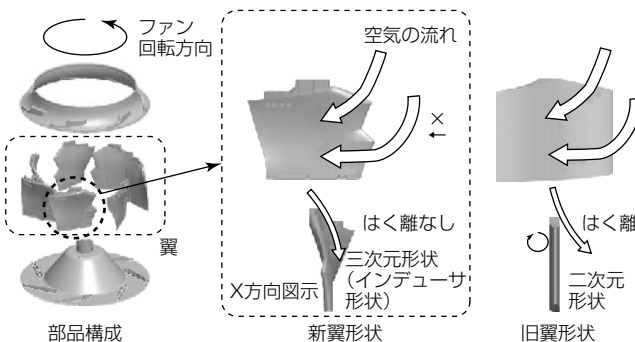 ファン
回転方向
翼
部品構成
空気の流れ
×
はく離なし
三次元形状
(インデューサ
形状)
X方向図示
新翼形状
はく離
二次元
形状
旧翼形状